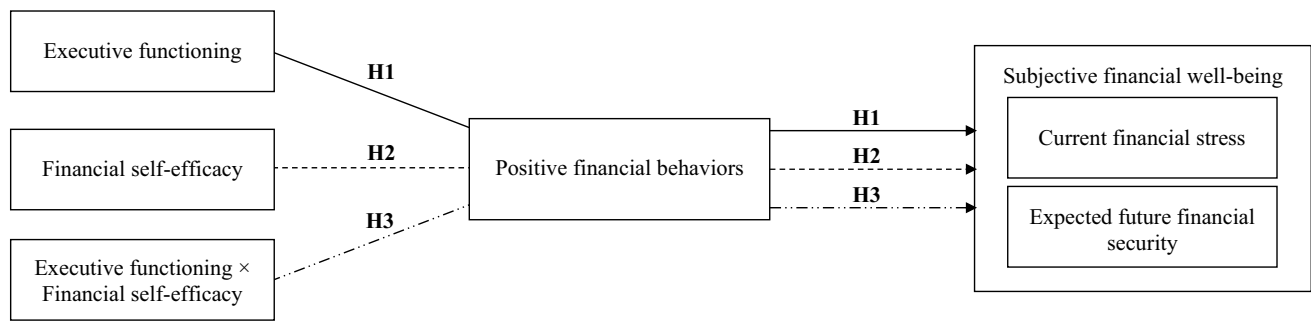 Executive functioning
H1
Financial self-efficacy
H2
H3
Executive functioning ×
Financial self-efficacy
Positive financial behaviors
H1
H2
H3
Subjective financial well-being
Current financial stress
Expected future financial
security